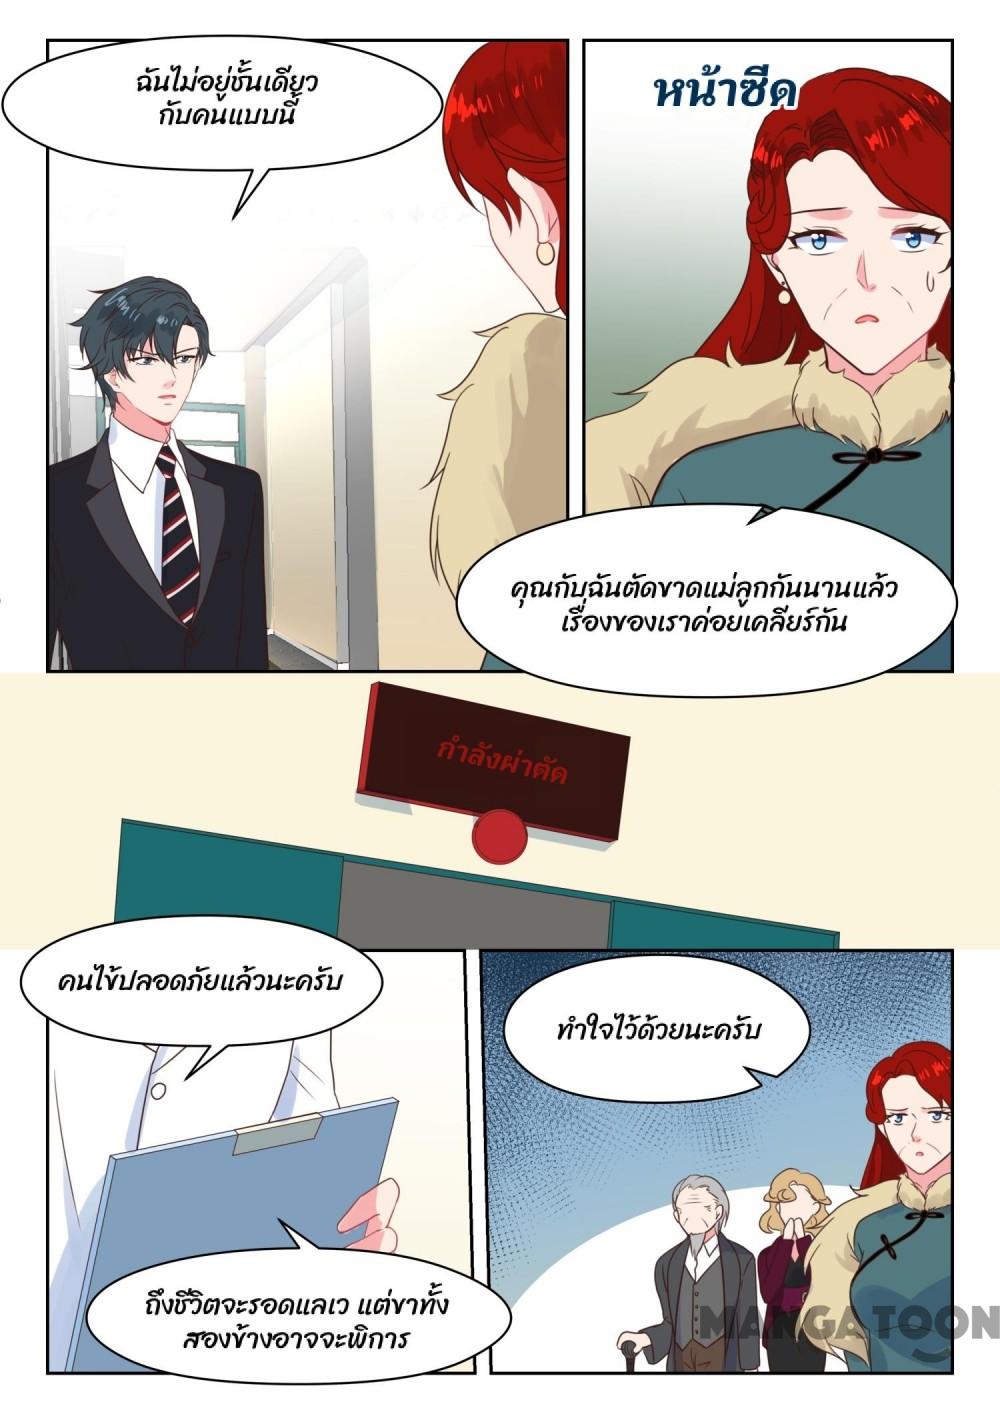 ฉันไม่อยู่ชั้นเดียว
กับคนแบบนี้
หน้าซีด
คุณกับฉันตัดขาดแม่ลูกกันนานแล้ว
เรื่องของเราค่อยเคลียร์กัน
กำลังผ่าตัด
คนไข้ปลอดภัยแล้วนะครับ
ทำใจไว้ด้วยนะครับ
ถึงชีวิตจะรอดแลเว แต่ขาทั้ง
สองข้างอาจจะพิการ
MANGATOON